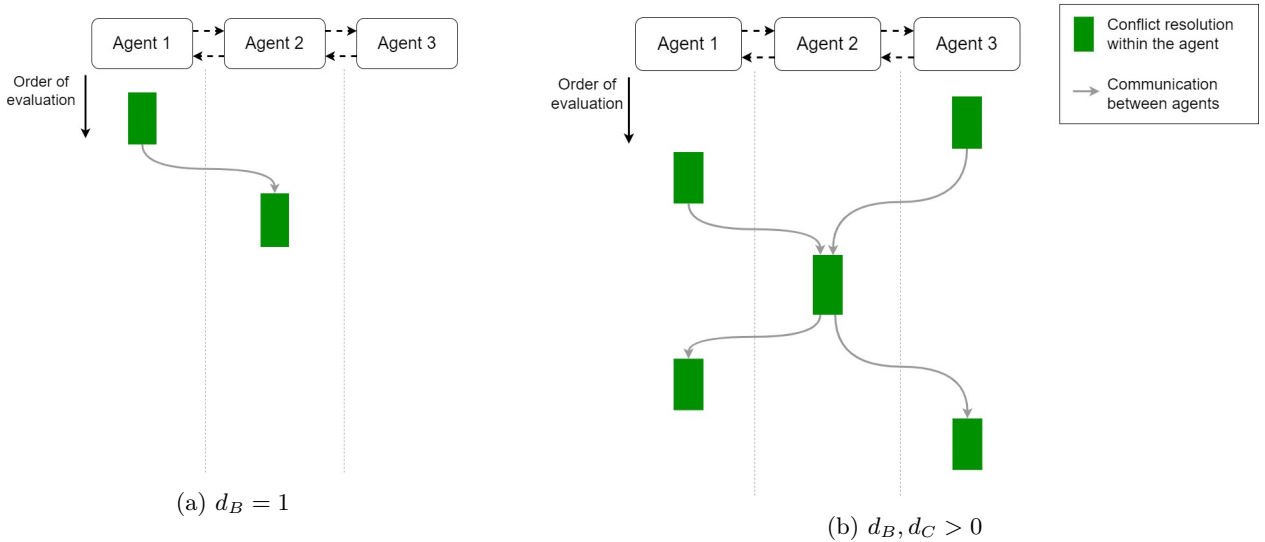 Agent 1
Agent 2
Agent 3
Order of
evaluation
(a) d_B = 1
Agent 1
Agent 2
Agent 3
Order of
evaluation
(b) d_B, d_C > 0
Conflict resolution
within the agent
Communication
between agents